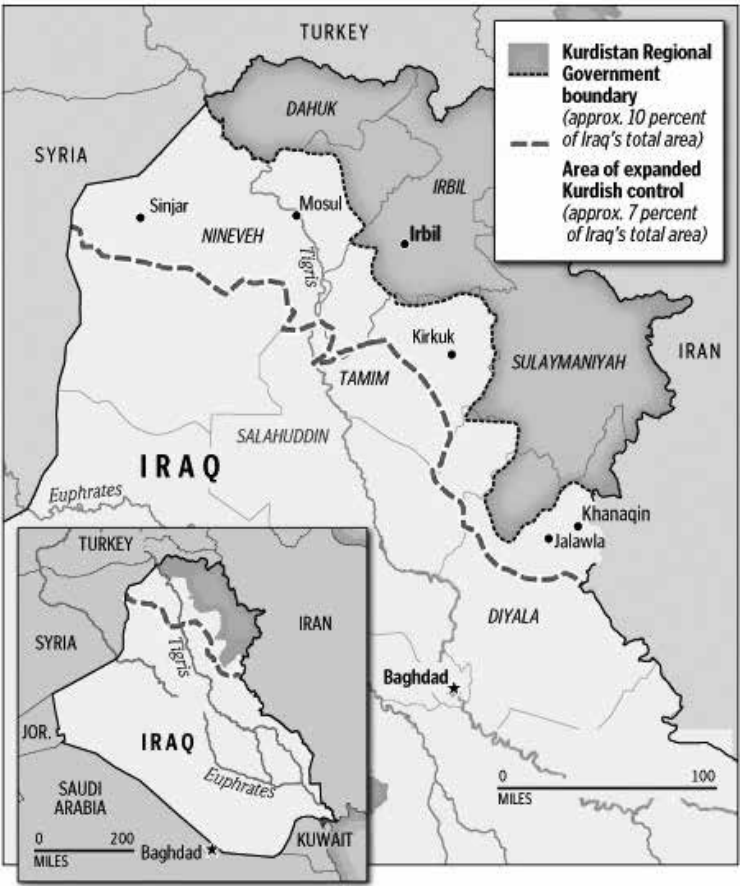 TURKEY
Kurdistan Regional
Government
boundary
(approx. 10 percent
of Iraq's total area)
Area of expanded
Kurdish control
(approx. 7 percent
of Iraq's total area)
DAHUK
SYRIA
IRBIL
Sinjar
Mosul
NINEVEH
Irbil
Tigris
Kirkuk
IRAN
SULAYMANIYAH
TAMIM
SALAHUDDIN
IRAQ
Euphrates
Khanaqin
Jalawla
DIYALA
Baghdad
0 100
MILES
TURKEY
IRAN
SYRIA
Tigris
JOR.
IRAQ
Euphrates
SAUDI
ARABIA
KUWAIT
0 200
MILES
Baghdad